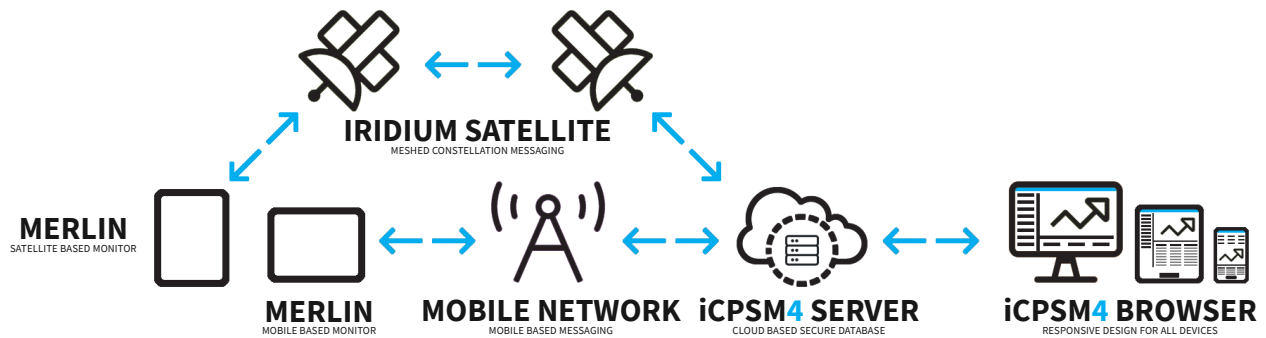 IRIDIUM SATELLITE
MESHED CONSTELLATION MESSAGING
MERLIN
SATELLITE BASED MONITOR
MERLIN
MOBILE BASED MONITOR
MOBILE NETWORK
MOBILE BASED MESSAGING
iCPSM4 SERVER
CLOUD BASED SECURE DATABASE
iCPSM4 BROWSER
RESPONSIVE DESIGN FOR ALL DEVICES